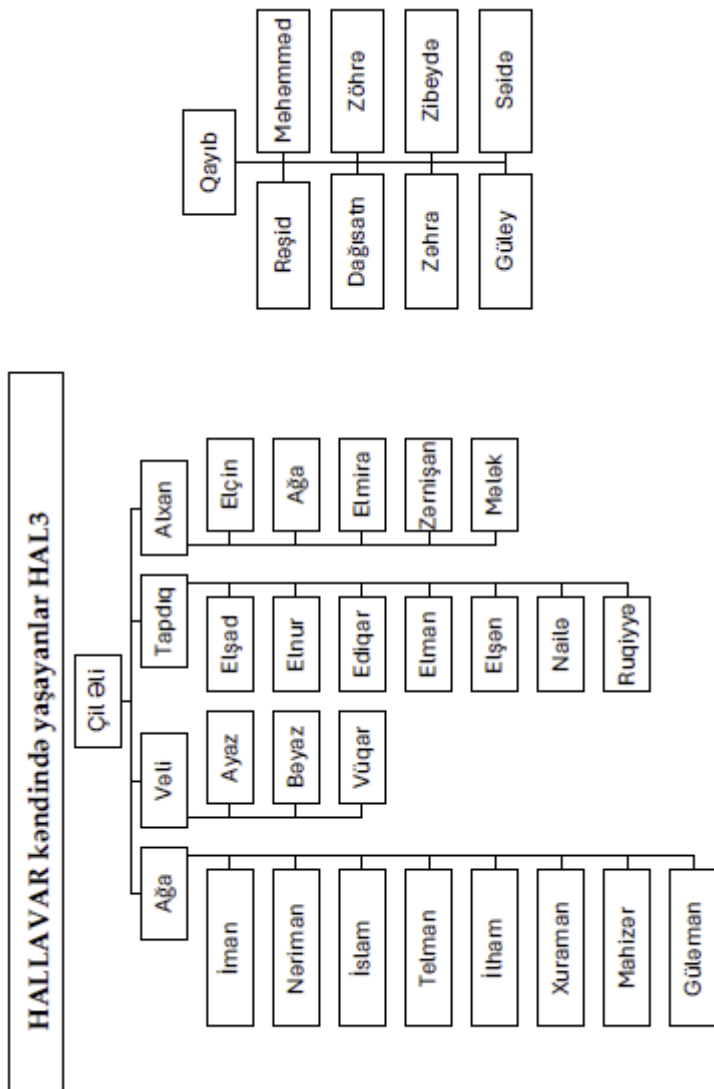 HALLAVAR kəndində yaşayanlar HAL3
Çil Əli
Ağa
Vəli
Tapdıq
Alxan
İman
Nəriman
İslam
Telman
İlham
Xuraman
Mahizər
Güləman
Ayaz
Bəyaz
Vüqar
Elşad
Elnur
Ediqar
Elman
Elşən
Nailə
Ruqiyyə
Elçin
Ağa
Elmira
Zərnişan
Mələk
Qayıb
Rəşid
Məhəmməd
Dağısatn
Zöhrə
Zəhra
Zibeydə
Güley
Səidə